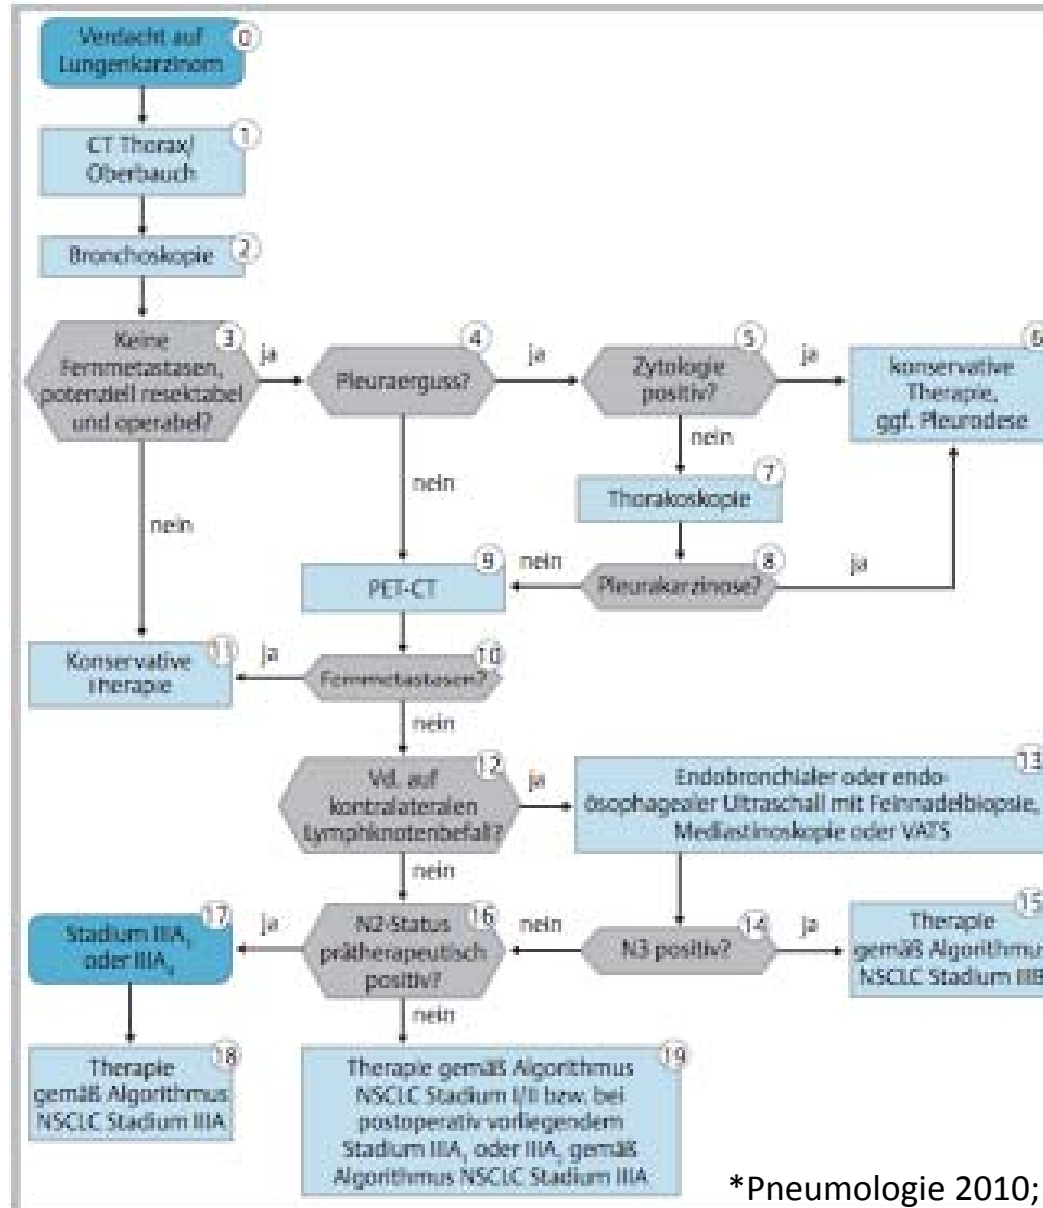 Verdacht auf
Lungenkarzinom
0
CT Thorax/
Oberbauch
1
Bronchoskopie
2
Keine
Fernmetastasen,
potenziell resektabel
und operabel?
3
ja
nein
Pleuraerguss?
4
ja
nein
Zytologie
positiv?
5
ja
nein
konservative
Therapie,
ggf. Pleurodese
6
Thorakoskopie
7
Pleurakarzinose?
8
nein
ja
PET-CT
9
Fernmetastasen?
10
ja
nein
Konservative
Therapie
11
Vd. auf
kontralateralen
Lymphknotenbefall?
12
ja
nein
Endobronchialer oder endo-
ösophagealer Ultraschall mit Feinnadelbiopsie,
Mediastinoskopie oder VATS
13
N3 positiv?
14
nein
ja
Therapie
gemäß Algorithmus
NSCLC Stadium IIIB
15
N2-Status
prätherapeutisch
positiv?
16
ja
nein
Stadium IIIA
oder IIIA
17
Therapie
gemäß Algorithmus
NSCLC Stadium IIIA
18
Therapie gemäß Algorithmus
NSCLC Stadium I/II bzw. bei
postoperativ vorliegendem
Stadium IIIA oder IIIA gemäß
Algorithmus NSCLC Stadium IIIA
19
*Pneumologie 2010;